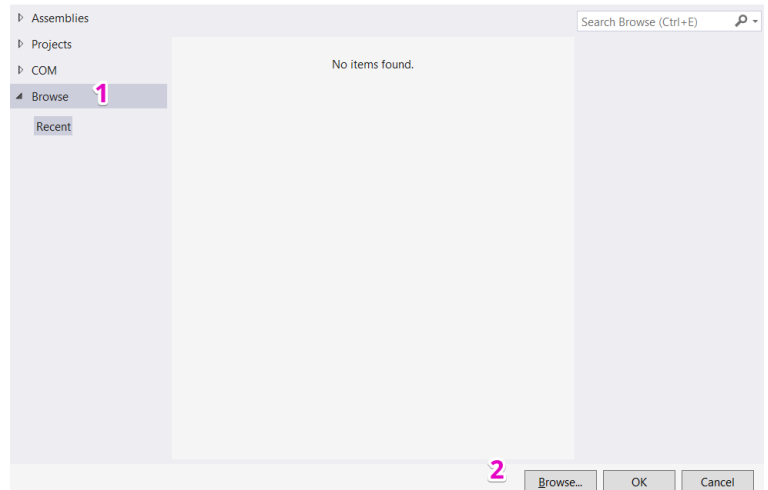 Assemblies
Search Browse (Ctrl+E)
Projects
No items found.
COM
Browse 1
Recent
2
Browse... OK Cancel